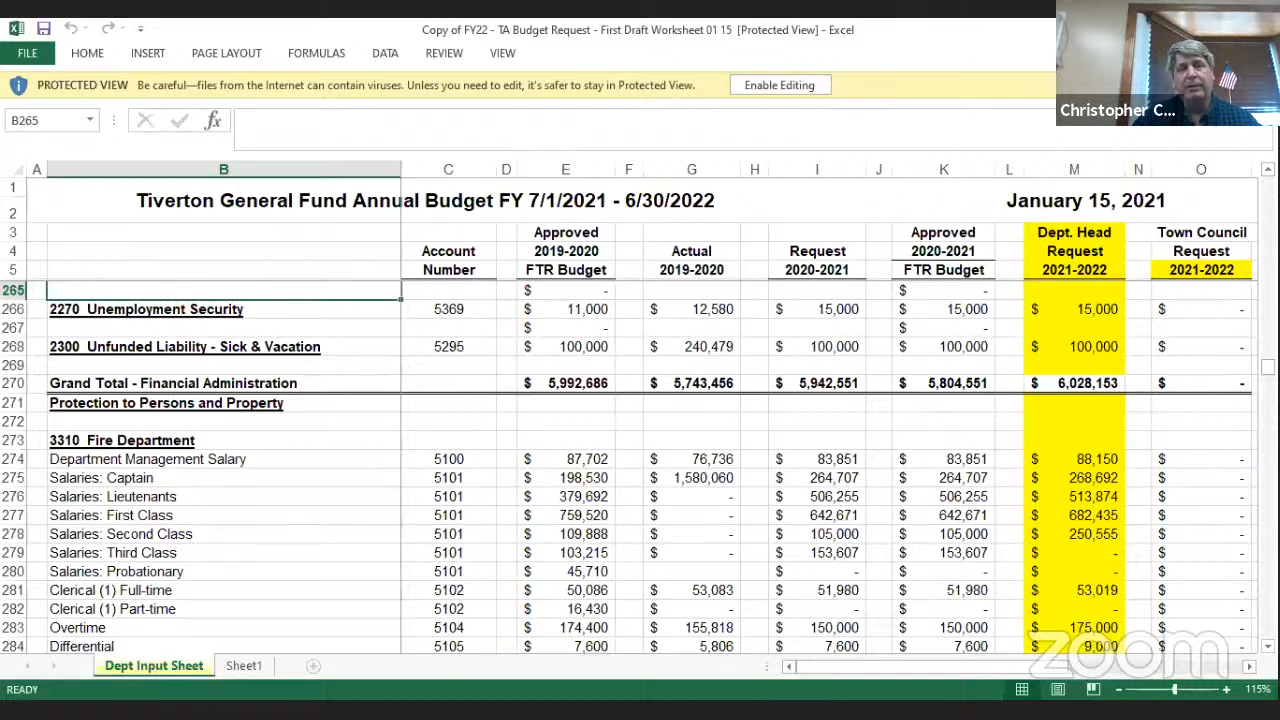 Copy of FY22 - TA Budget Request - First Draft Worksheet 01 15 [Protected View] - Excel
FILE HOME INSERT PAGE LAYOUT FORMULAS DATA REVIEW VIEW
PROTECTED VIEW Be careful—files from the Internet can contain viruses. Unless you need to edit, it's safer to stay in Protected View. Enable Editing
Christopher C...
B265 fx
A B C D E F G H I J K L M N O
1
Tiverton General Fund Annual Budget FY 7/1/2021 - 6/30/2022 January 15, 2021
2
3 Approved Approved Dept. Head Town Council
4 Account 2019-2020 Actual Request 2020-2021 Request Request
5 Number FTR Budget 2019-2020 2020-2021 FTR Budget 2021-2022 2021-2022
265 $ - $ -
266 2270 Unemployment Security 5369 $ 11,000 $ 12,580 $ 15,000 $ 15,000 $ 15,000 $ -
267 $ - $ -
268 2300 Unfunded Liability - Sick & Vacation 5295 $ 100,000 $ 240,479 $ 100,000 $ 100,000 $ 100,000 $ -
269
270 Grand Total - Financial Administration $ 5,992,686 $ 5,743,456 $ 5,942,551 $ 5,804,551 $ 6,028,153 $ -
271 Protection to Persons and Property
272
273 3310 Fire Department
274 Department Management Salary 5100 $ 87,702 $ 76,736 $ 83,851 $ 83,851 $ 88,150 $ -
275 Salaries: Captain 5101 $ 198,530 $ 1,580,060 $ 264,707 $ 264,707 $ 268,692 $ -
276 Salaries: Lieutenants 5101 $ 379,692 $ - $ 506,255 $ 506,255 $ 513,874 $ -
277 Salaries: First Class 5101 $ 759,520 $ - $ 642,671 $ 642,671 $ 682,435 $ -
278 Salaries: Second Class 5101 $ 109,888 $ - $ 105,000 $ 105,000 $ 250,555 $ -
279 Salaries: Third Class 5101 $ 103,215 $ - $ 153,607 $ 153,607 $ - $ -
280 Salaries: Probationary 5101 $ 45,710 $ - $ - $ - $ -
281 Clerical (1) Full-time 5102 $ 50,086 $ 53,083 $ 51,980 $ 51,980 $ 53,019 $ -
282 Clerical (1) Part-time 5102 $ 16,430 $ - $ - $ - $ - $ -
283 Overtime 5104 $ 174,400 $ 155,818 $ 150,000 $ 150,000 $ 175,000 $ -
284 Differential 5105 $ 7,600 $ 5,806 $ 7,600 $ 7,600 $ 9,000 $ -
zoom
Dept Input Sheet Sheet1
READY 115%